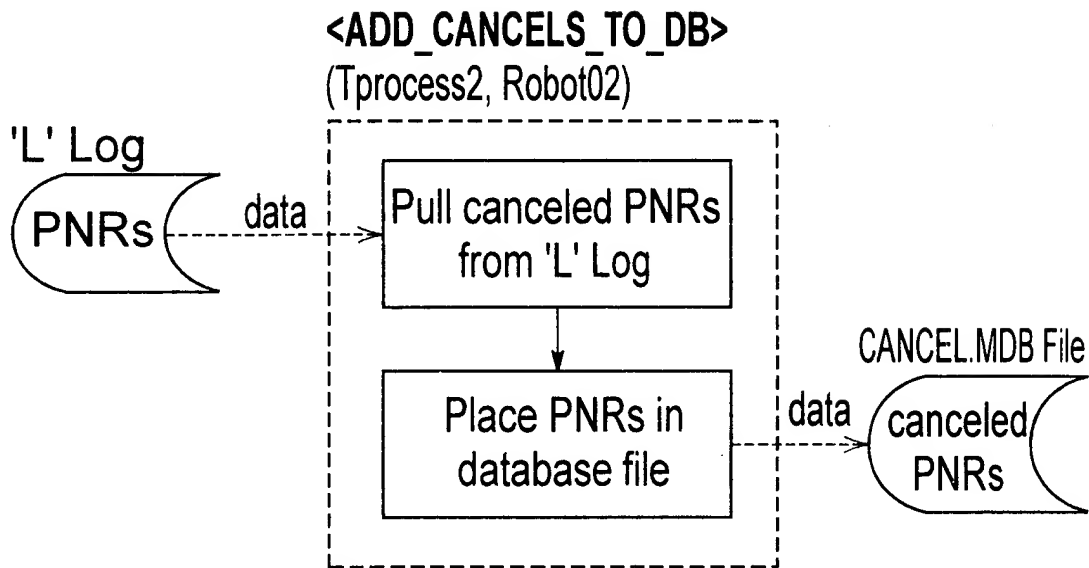 <ADD_CANCELS_TO_DB>
(Tprocess2, Robot02)
'L' Log
PNRs
data
Pull canceled PNRs
from 'L' Log
Place PNRs in
database file
data
CANCEL.MDB File
canceled
PNRs